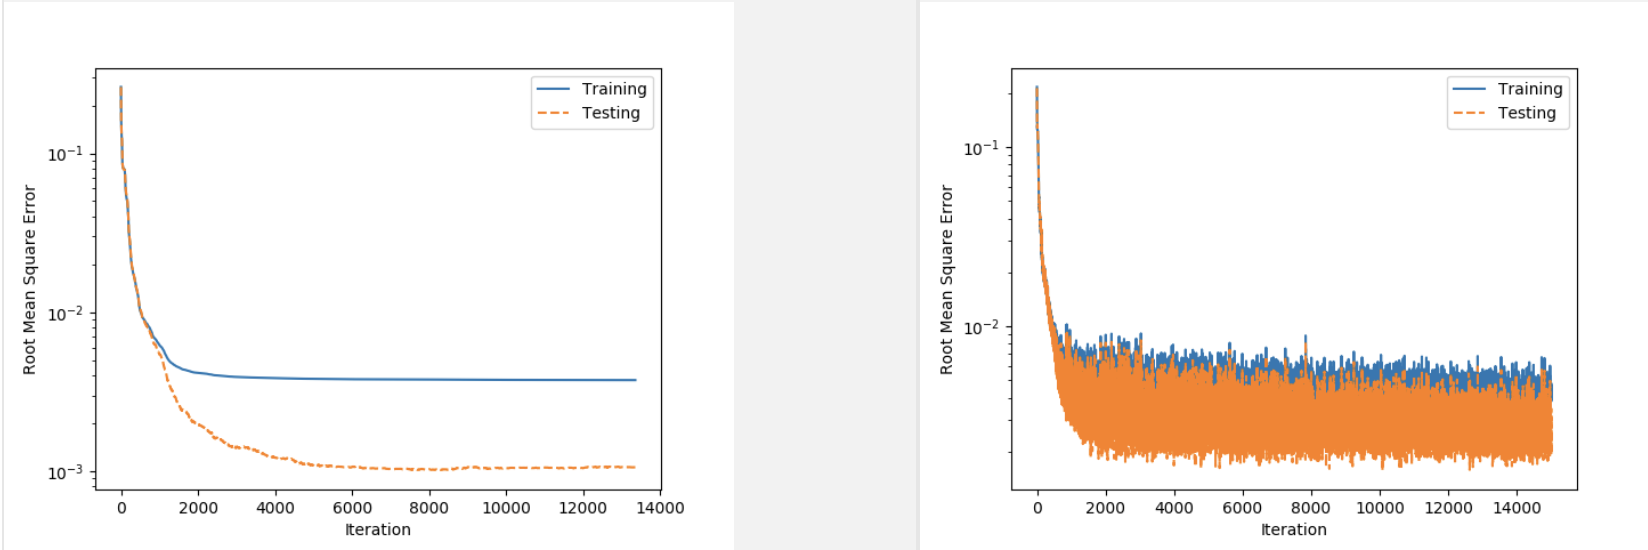 Training
Testing
10⁻¹
10⁻²
10⁻³
Root Mean Square Error
0 2000 4000 6000 8000 10000 12000 14000
Iteration
Training
Testing
10⁻¹
10⁻²
Root Mean Square Error
0 2000 4000 6000 8000 10000 12000 14000
Iteration